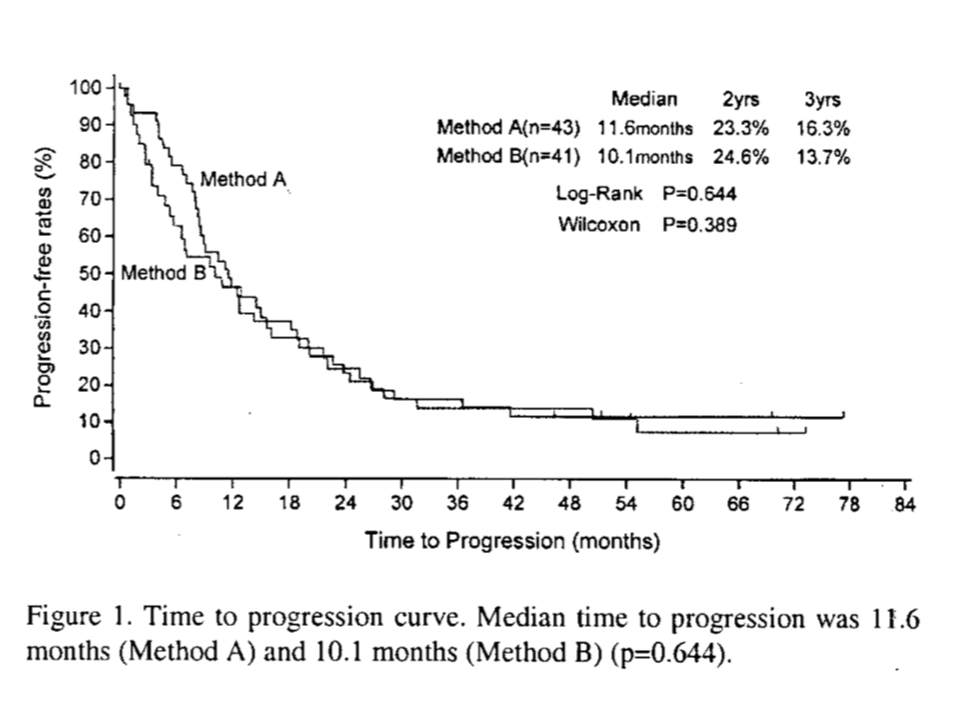 Median 2yrs 3yrs
Method A(n=43) 11.6months 23.3% 16.3%
Method B(n=41) 10.1months 24.6% 13.7%
Log-Rank P=0.644
Wilcoxon P=0.389
Progression-free rates (%)
100
90
80
70
60
50
40
30
20
10
0
Method A
Method B
0 6 12 18 24 30 36 42 48 54 60 66 72 78 84
Time to Progression (months)
Figure 1. Time to progression curve. Median time to progression was 11.6
months (Method A) and 10.1 months (Method B) (p=0.644).